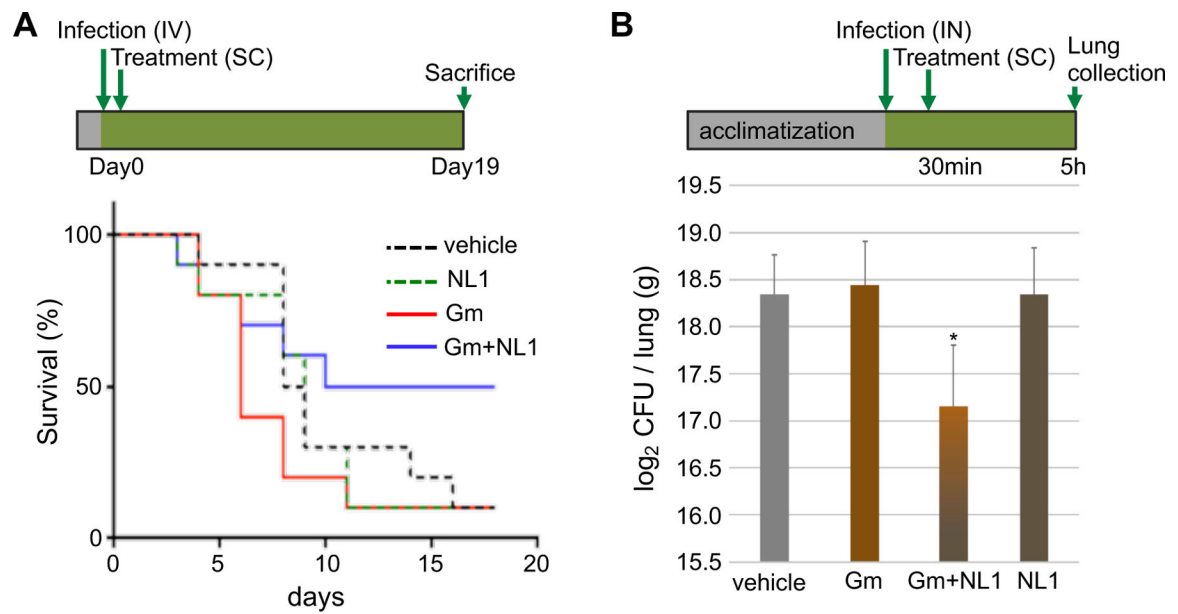 A
Infection (IV)
Treatment (SC)
Sacrifice
Day0
Day19
100
50
0
Survival (%)
vehicle
NL1
Gm
Gm+NL1
0
5
10
15
20
days
B
Infection (IN)
Treatment (SC)
Lung
collection
acclimatization
30min
5h
19.5
19.0
18.5
18.0
17.5
17.0
16.5
16.0
15.5
log₂ CFU / lung (g)
*
vehicle
Gm
Gm+NL1
NL1